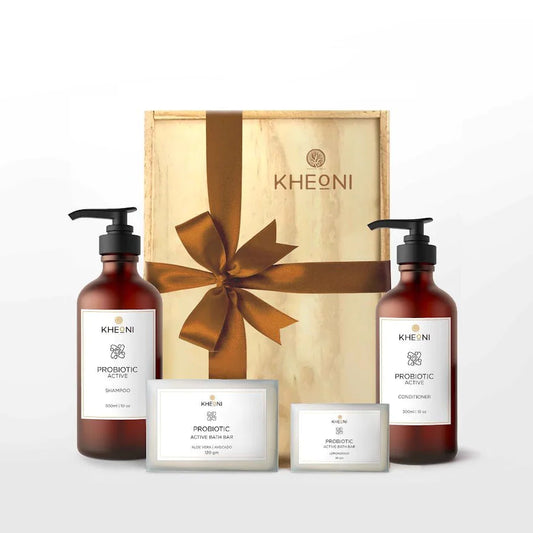 KHEONI
KHEONI
PROBIOTIC
ACTIVE
SHAMPOO
KHEONI
PROBIOTIC
ACTIVE
CONDITIONER
KHEONI
PROBIOTIC
ACTIVE BATH BAR
ALOE VERA | AVOCADO
120 gm
KHEONI
PROBIOTIC
ACTIVE BATH BAR